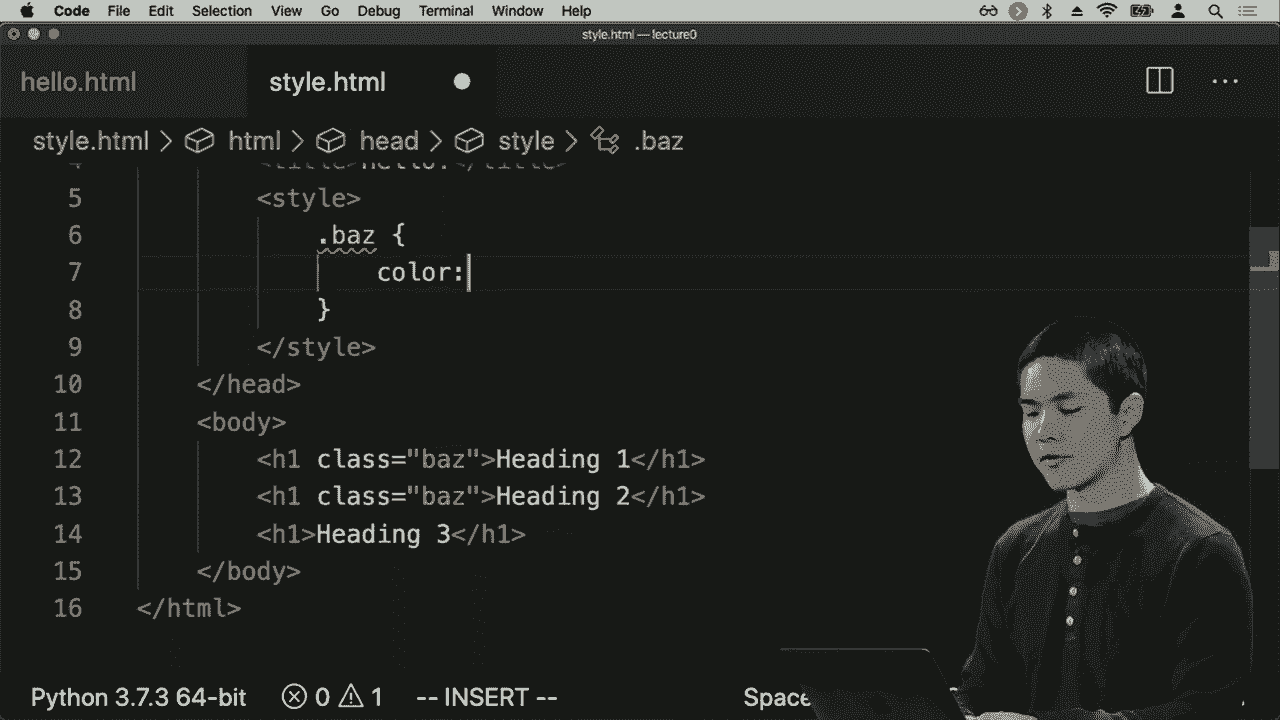 Code File Edit Selection View Go Debug Terminal Window Help
style.html — lecture0
hello.html style.html
style.html > html > head > style > .baz
4 <title>Hello!</title>
5 <style>
6 .baz {
7 color:
8 }
9 </style>
10 </head>
11 <body>
12 <h1 class="baz">Heading 1</h1>
13 <h1 class="baz">Heading 2</h1>
14 <h1>Heading 3</h1>
15 </body>
16 </html>
Python 3.7.3 64-bit 0 1 -- INSERT -- Space